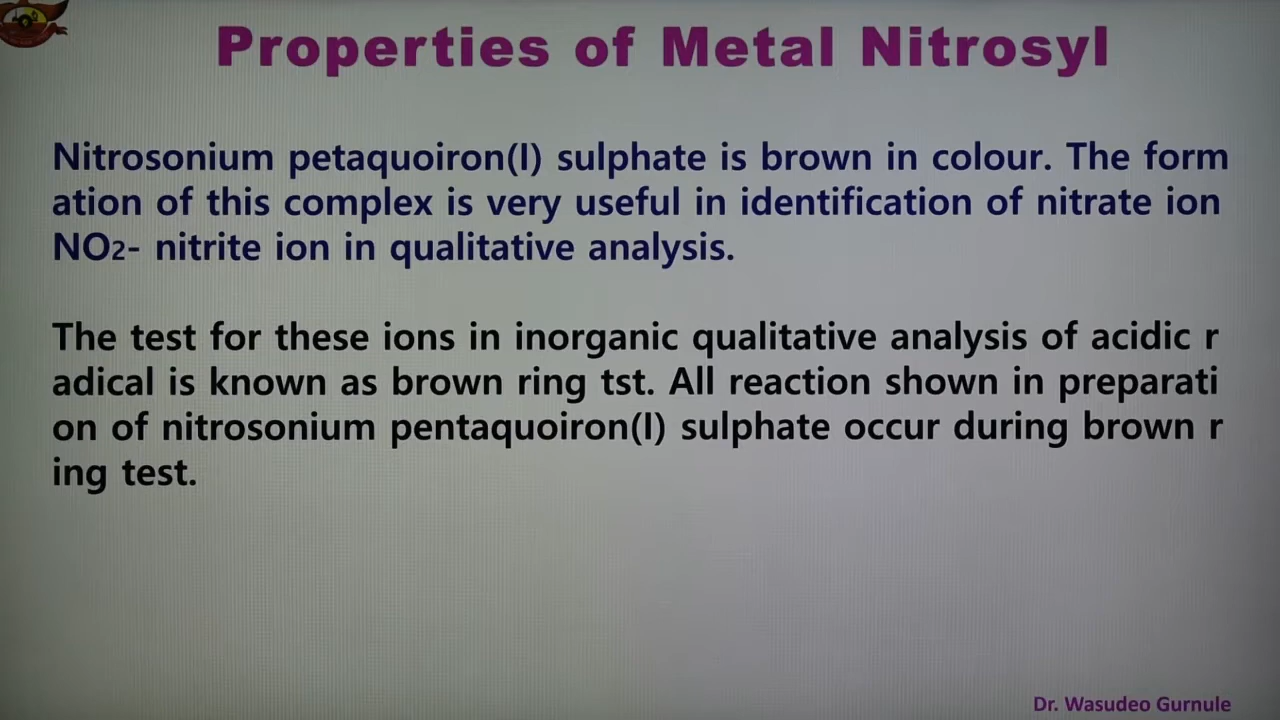 Properties of Metal Nitrosyl
Nitrosonium petaquoiron(I) sulphate is brown in colour. The form
ation of this complex is very useful in identification of nitrate ion
NO2- nitrite ion in qualitative analysis.
The test for these ions in inorganic qualitative analysis of acidic r
adical is known as brown ring tst. All reaction shown in preparati
on of nitrosonium pentaquoiron(I) sulphate occur during brown r
ing test.
Dr. Wasudeo Gurnule